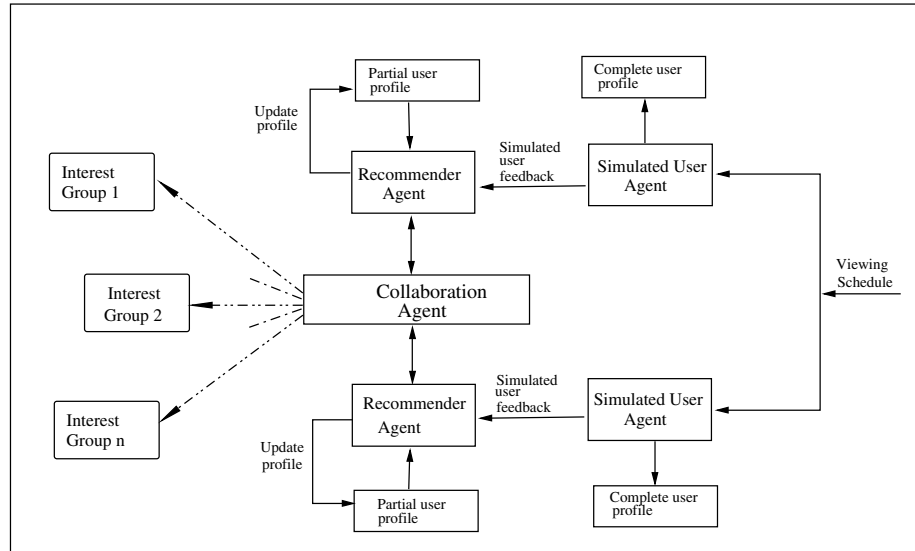 Partial user
profile
Complete user
profile
Update
profile
Simulated
user
feedback
Recommender
Agent
Simulated User
Agent
Interest
Group 1
Viewing
Schedule
Collaboration
Agent
Interest
Group 2
Interest
Group n
Recommender
Agent
Simulated
user
feedback
Simulated User
Agent
Update
profile
Partial user
profile
Complete user
profile